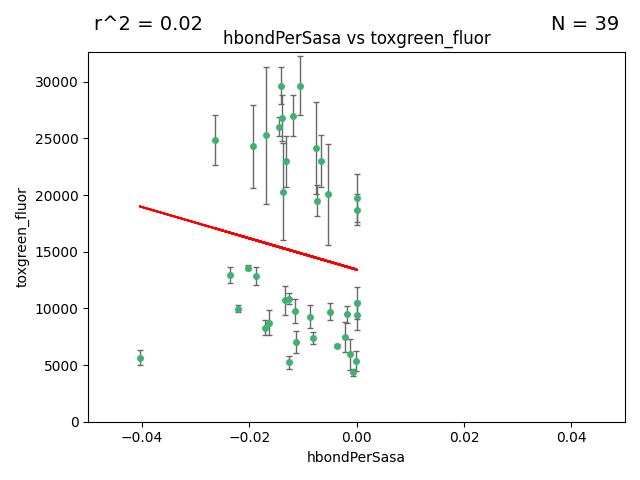 r^2 = 0.02
N = 39
hbondPerSasa vs toxgreen_fluor
30000
25000
20000
15000
10000
5000
0
toxgreen_fluor
−0.04
−0.02
0.00
0.02
0.04
hbondPerSasa